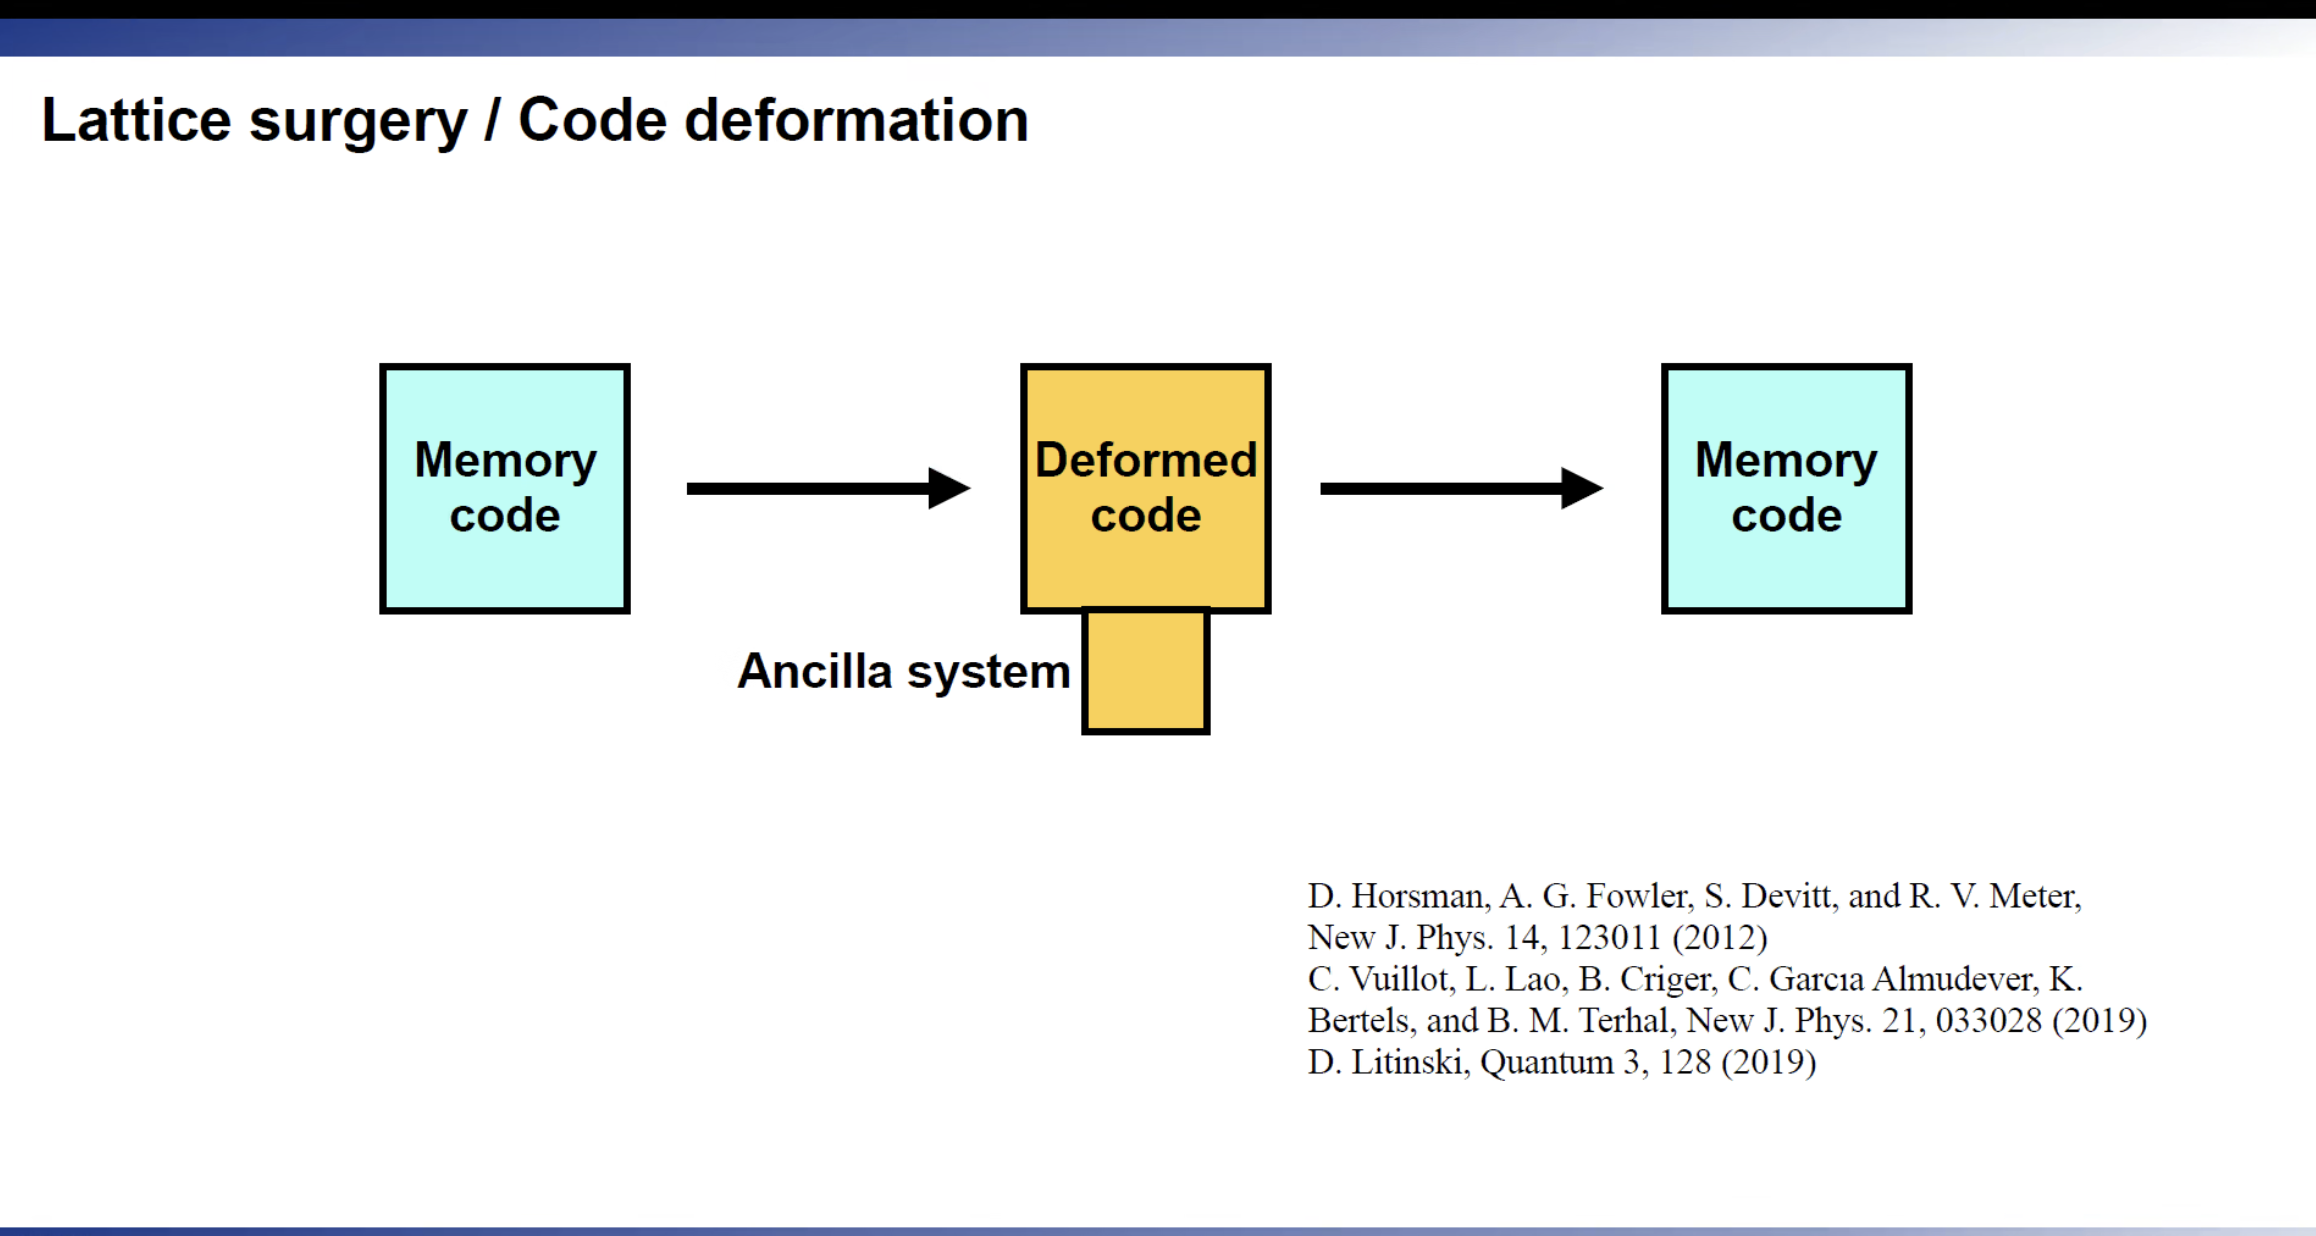 Lattice surgery / Code deformation
Memory
code
Deformed
code
Memory
code
Ancilla system
D. Horsman, A. G. Fowler, S. Devitt, and R. V. Meter,
New J. Phys. 14, 123011 (2012)
C. Vuillot, L. Lao, B. Criger, C. Garcıa Almudever, K.
Bertels, and B. M. Terhal, New J. Phys. 21, 033028 (2019)
D. Litinski, Quantum 3, 128 (2019)